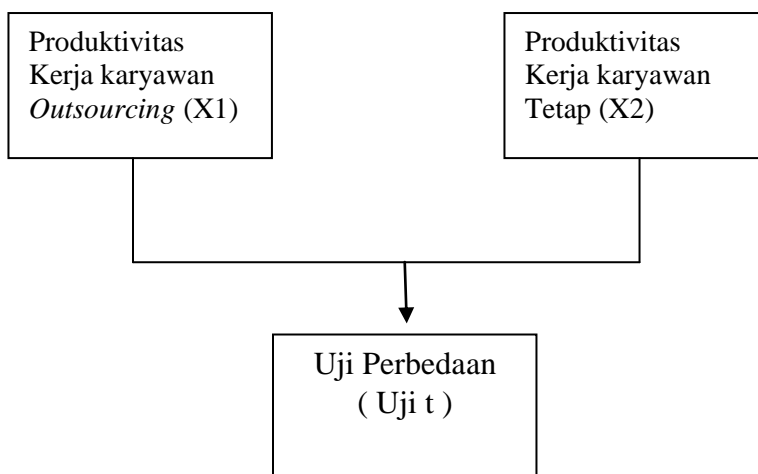 Produktivitas
Kerja karyawan
Outsourcing (X1)
Produktivitas
Kerja karyawan
Tetap (X2)
Uji Perbedaan
( Uji t )